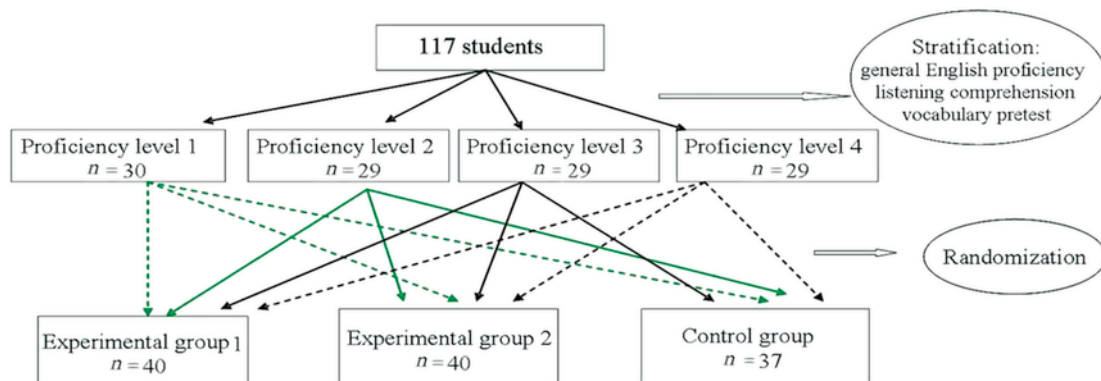 117 students
Stratification:
general English proficiency
listening comprehension
vocabulary pretest
Proficiency level 1
n = 30
Proficiency level 2
n = 29
Proficiency level 3
n = 29
Proficiency level 4
n = 29
Randomization
Experimental group 1
n = 40
Experimental group 2
n = 40
Control group
n = 37